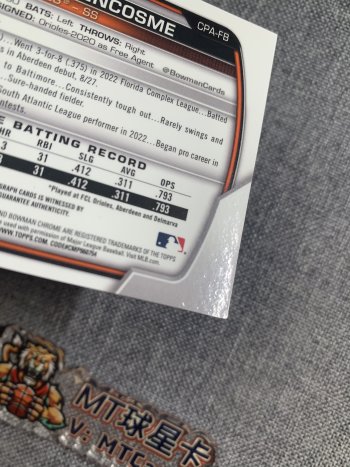 NCOSME
CPA-FB
SS
BATS: Left THROWS: Right
SIGNED: Orioles-2020 as Free Agent
@BowmanCards
Went 3-for-8 (.375) in 2022 Florida Complex League...Batted
in Aberdeen debut, 8/27.
to Baltimore...Consistently tough out...Rarely swings and
...Sure-handed fielder.
South Atlantic League performer in 2022...Began pro career in
contests.
BATTING RECORD
HR RBI SLG AVG OPS
3 31 .412 .311 .793
31 .412 .311 .793
*Played at FCL Orioles, Aberdeen and Delmarva
GRAPH CARDS IS WITNESSED BY
GUARANTEE AUTHENTICITY.
ND BOWMAN CHROME ARE REGISTERED TRADEMARKS OF THE TOPPS
used with permission of Major League Baseball. Visit MLB.com.
WWW.TOPPS.COM. CODE#CMP060754
MT球星卡
V: MTC